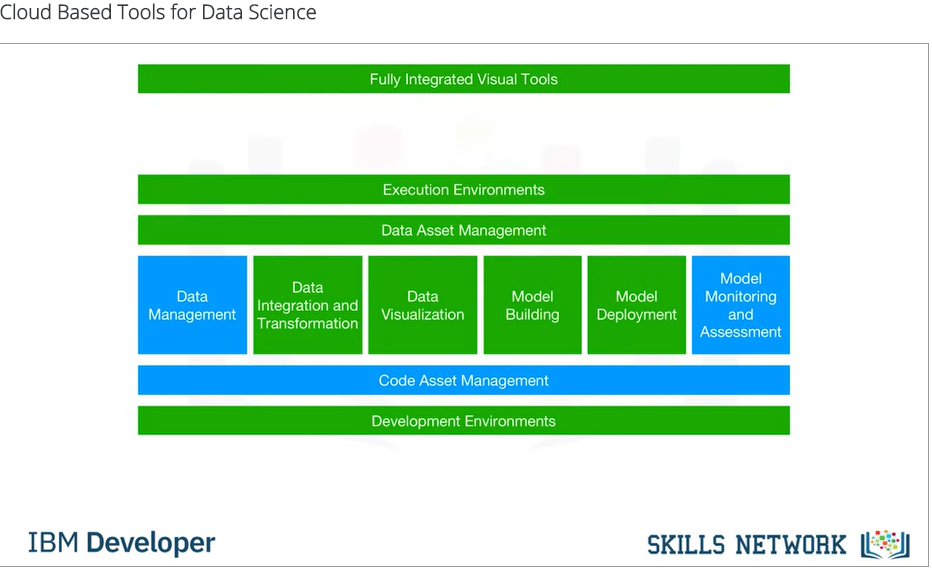 Cloud Based Tools for Data Science
Fully Integrated Visual Tools
Execution Environments
Data Asset Management
Data
Management
Data
Integration and
Transformation
Data
Visualization
Model
Building
Model
Deployment
Model
Monitoring
and
Assessment
Code Asset Management
Development Environments
IBM Developer
SKILLS NETWORK